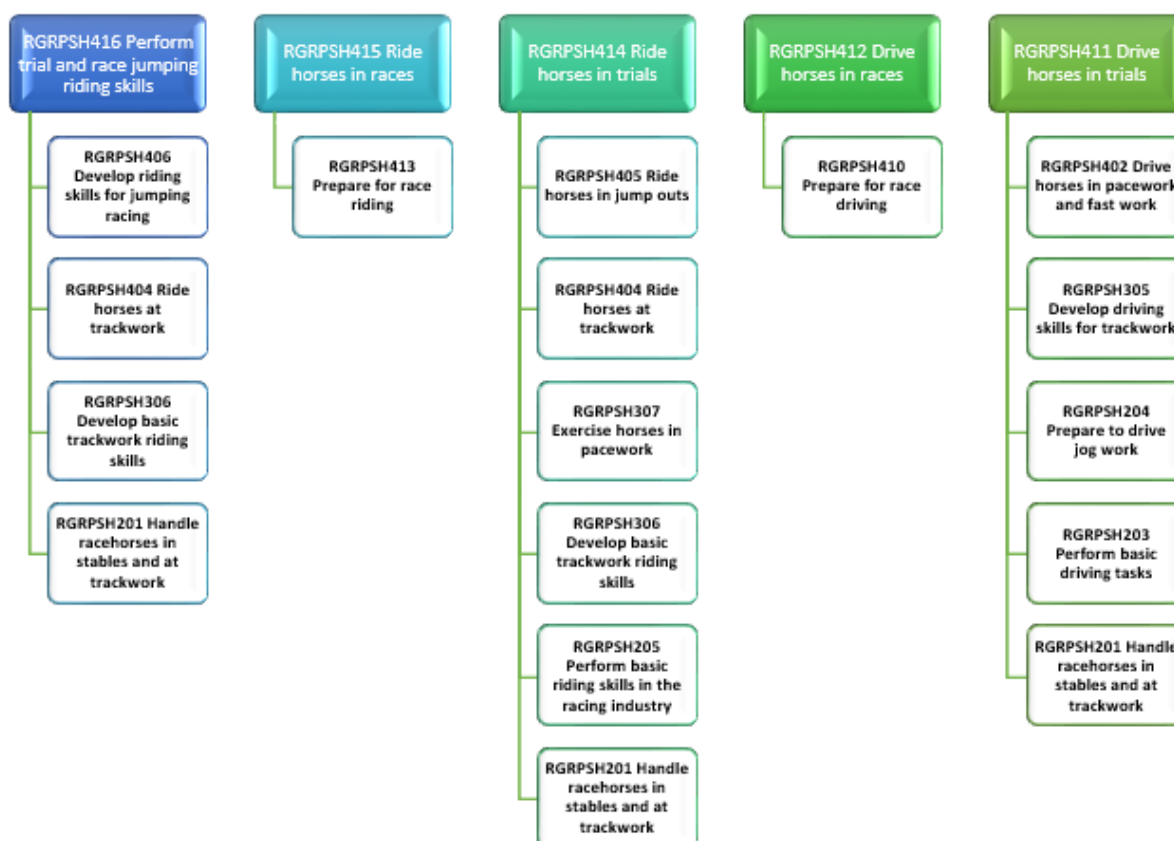 RGRPSH416 Perform
trial and race jumping
riding skills
RGRPSH406
Develop riding
skills for jumping
racing
RGRPSH404 Ride
horses at
trackwork
RGRPSH306
Develop basic
trackwork riding
skills
RGRPSH201 Handle
racehorses in
stables and at
trackwork
RGRPSH415 Ride
horses in races
RGRPSH413
Prepare for race
riding
RGRPSH414 Ride
horses in trials
RGRPSH405 Ride
horses in jump outs
RGRPSH404 Ride
horses at
trackwork
RGRPSH307
Exercise horses in
pacework
RGRPSH306
Develop basic
trackwork riding
skills
RGRPSH205
Perform basic
riding skills in the
racing industry
RGRPSH201 Handle
racehorses in
stables and at
trackwork
RGRPSH412 Drive
horses in races
RGRPSH410
Prepare for race
driving
RGRPSH411 Drive
horses in trials
RGRPSH402 Drive
horses in pacework
and fast work
RGRPSH305
Develop driving
skills for trackwork
RGRPSH204
Prepare to drive
jog work
RGRPSH203
Perform basic
driving tasks
RGRPSH201 Handle
racehorses in
stables and at
trackwork